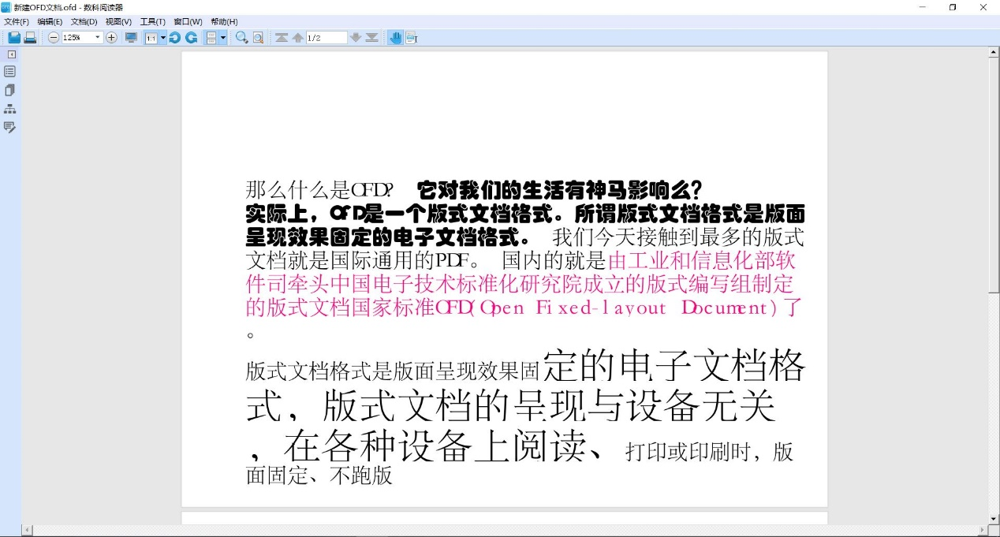 新建OFD文档.ofd - 数科阅读器
文件(F) 编辑(E) 文档(D) 视图(V) 工具(T) 窗口(W) 帮助(H)
125% 1:1 1/2
那么什么是OFD? 它对我们的生活有神马影响么?
实际上，OFD是一个版式文档格式。所谓版式文档格式是版面
呈现效果固定的电子文档格式。 我们今天接触到最多的版式
文档就是国际通用的PDF。 国内的就是由工业和信息化部软
件司牵头中国电子技术标准化研究院成立的版式编写组制定
的版式文档国家标准OFD(Open Fixed-layout Document)了
。
版式文档格式是版面呈现效果固定的电子文档格
式，版式文档的呈现与设备无关
，在各种设备上阅读、打印或印刷时，版
面固定、不跑版